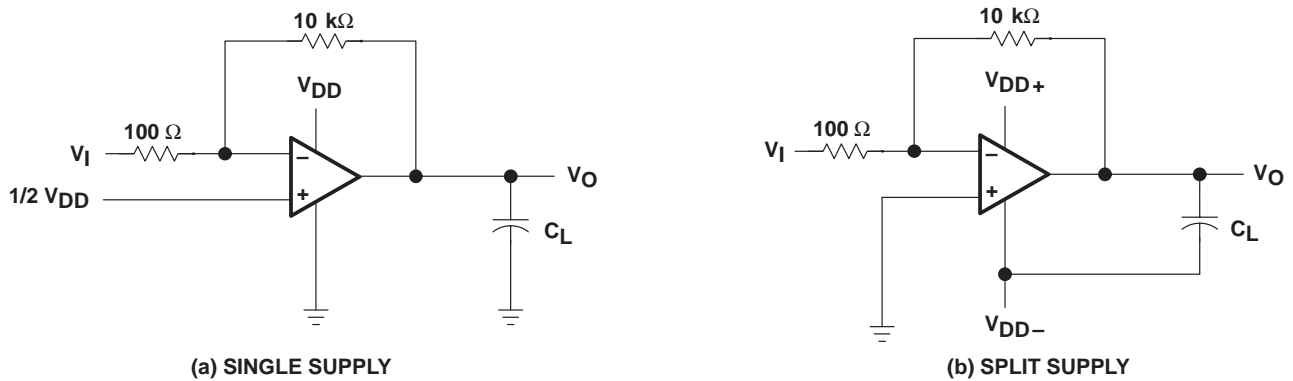 10 kΩ
VDD
100 Ω
VI
−
+
1/2 VDD
VO
CL
(a) SINGLE SUPPLY
10 kΩ
VDD+
100 Ω
VI
−
+
VO
CL
VDD−
(b) SPLIT SUPPLY